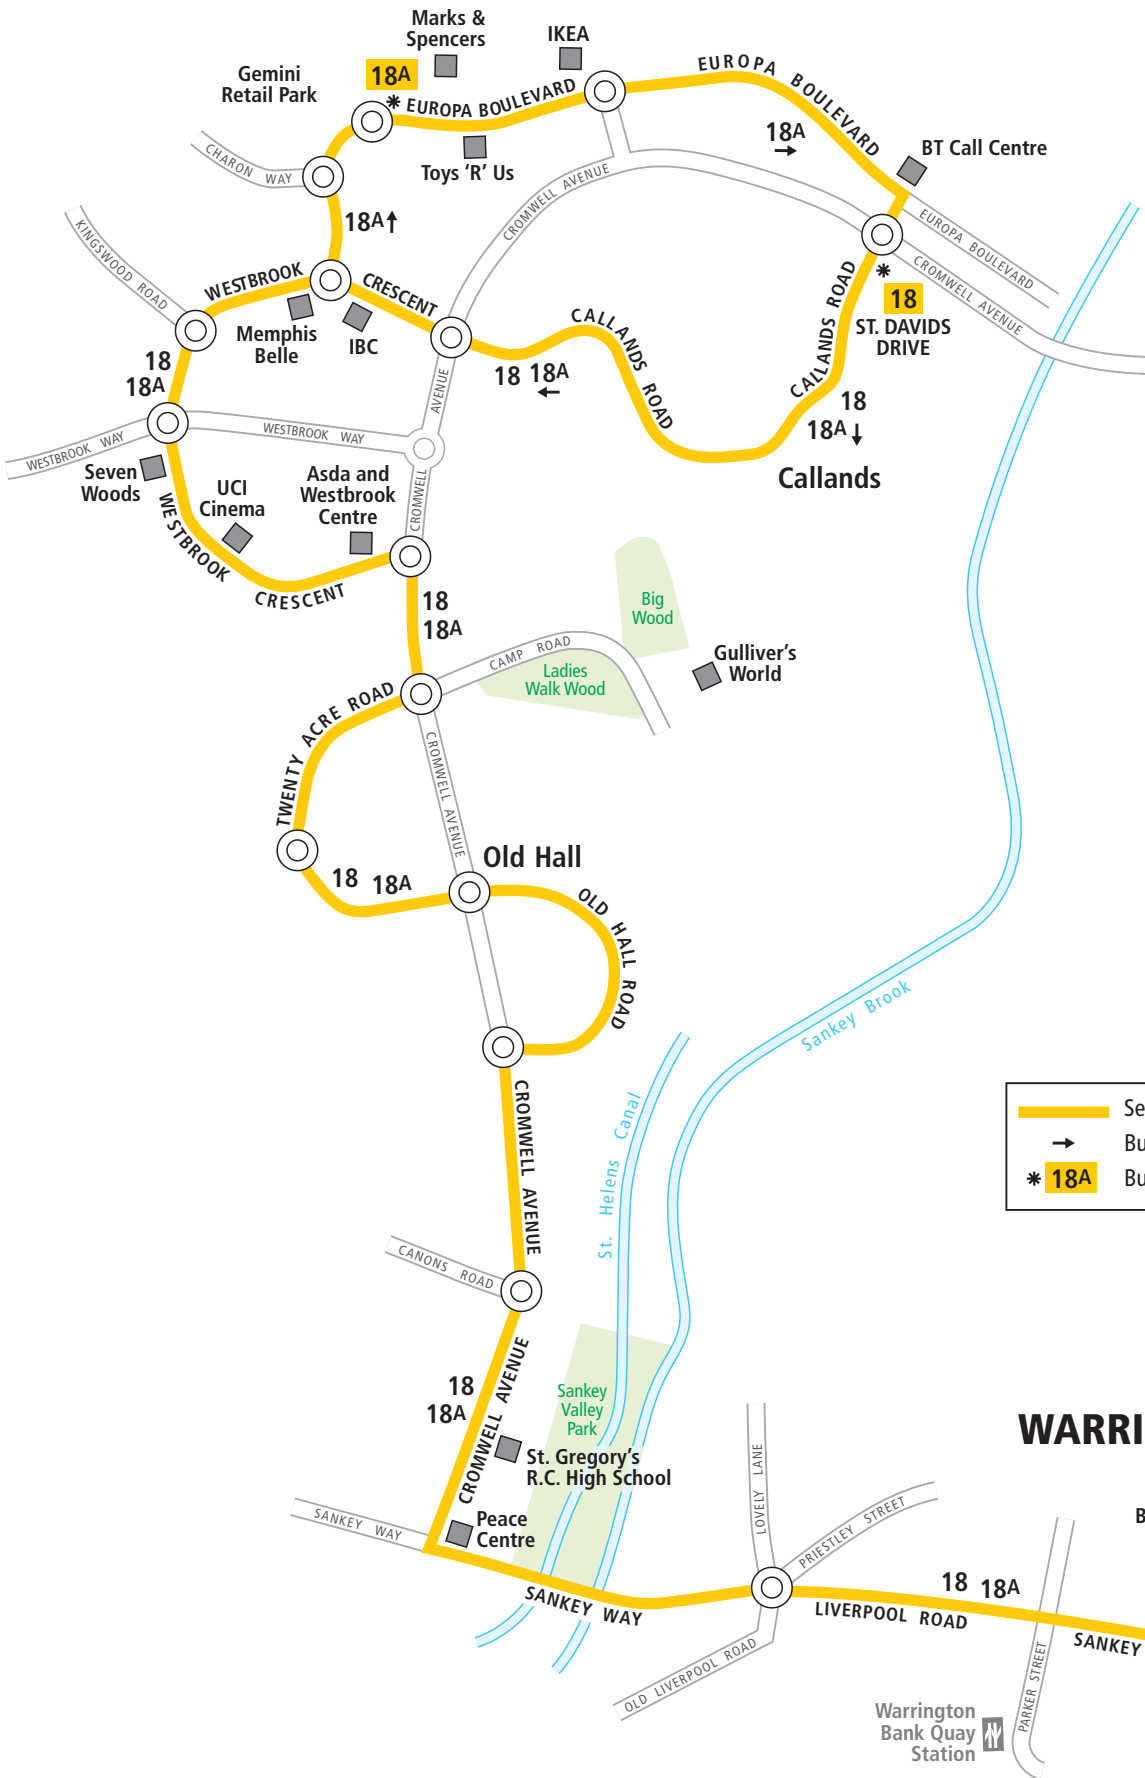 Marks &
Spencers
IKEA
EUROPA BOULEVARD
Gemini
Retail Park
18A
* EUROPA BOULEVARD
18A
→
BT Call Centre
CHARON WAY
Toys 'R' Us
CROMWELL AVENUE
EUROPA BOULEVARD
18A↑
KINGSWOOD ROAD
WESTBROOK
CRESCENT
CROMWELL AVENUE
*
18
ST. DAVIDS
DRIVE
CALLANDS ROAD
Memphis
Belle
IBC
CALLANDS ROAD
18
18A
18 18A
←
AVENUE
18
18A ↓
WESTBROOK WAY
WESTBROOK WAY
Seven
Woods
UCI
Cinema
Asda and
Westbrook
Centre
CROMWELL
Callands
WESTBROOK
CRESCENT
18
18A
Big
Wood
CAMP ROAD
Ladies
Walk Wood
Gulliver's
World
TWENTY ACRE ROAD
CROMWELL AVENUE
Old Hall
18 18A
OLD HALL ROAD
Sankey Brook
CROMWELL AVENUE
St. Helens Canal
Se
→ Bu
* 18A Bu
CANONS ROAD
18
18A
CROMWELL AVENUE
Sankey
Valley
Park
St. Gregory's
R.C. High School
WARRI
LOVELY LANE
PRIESTLEY STREET
B
SANKEY WAY
Peace
Centre
SANKEY WAY
18 18A
LIVERPOOL ROAD
SANKEY
OLD LIVERPOOL ROAD
PARKER STREET
Warrington
Bank Quay
Station